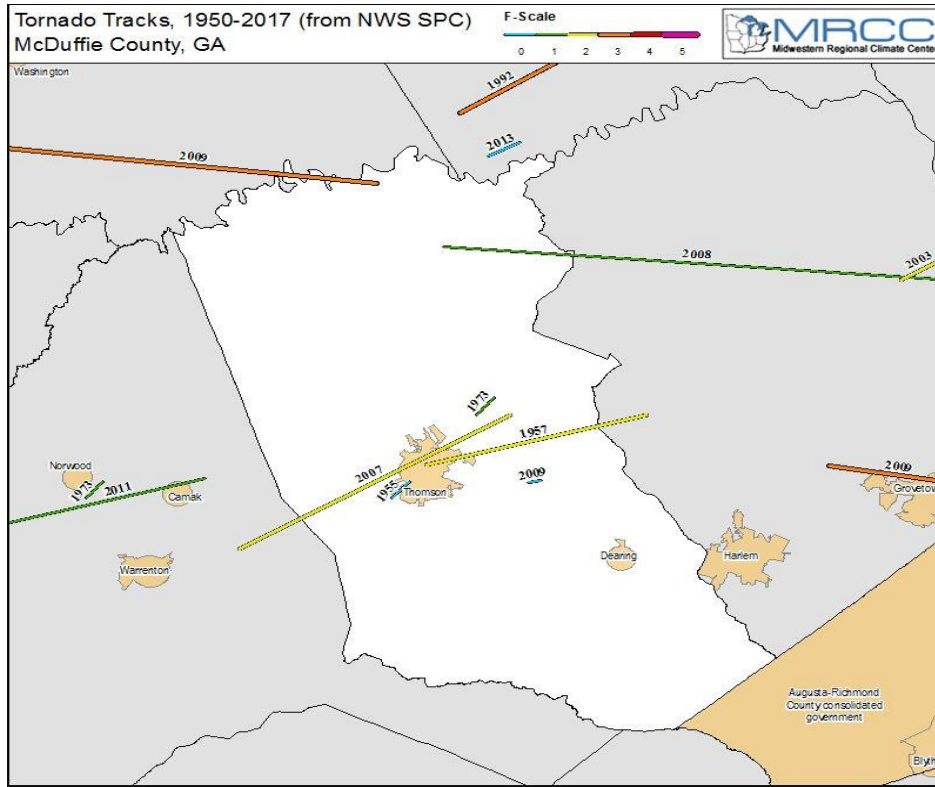 Tornado Tracks, 1950-2017 (from NWS SPC)
McDuffie County, GA
F-Scale
0 1 2 3 4 5
MRCC
Midwestern Regional Climate Center
Washington
1992
2013
2009
2008
2003
1973
1957
2007
1955
Thomson
2009
Norwood
1973
2011
Camak
Warrenton
Dearing
Harlem
2009
Grovetow
Augusta-Richmond
County consolidated
government
Blyth